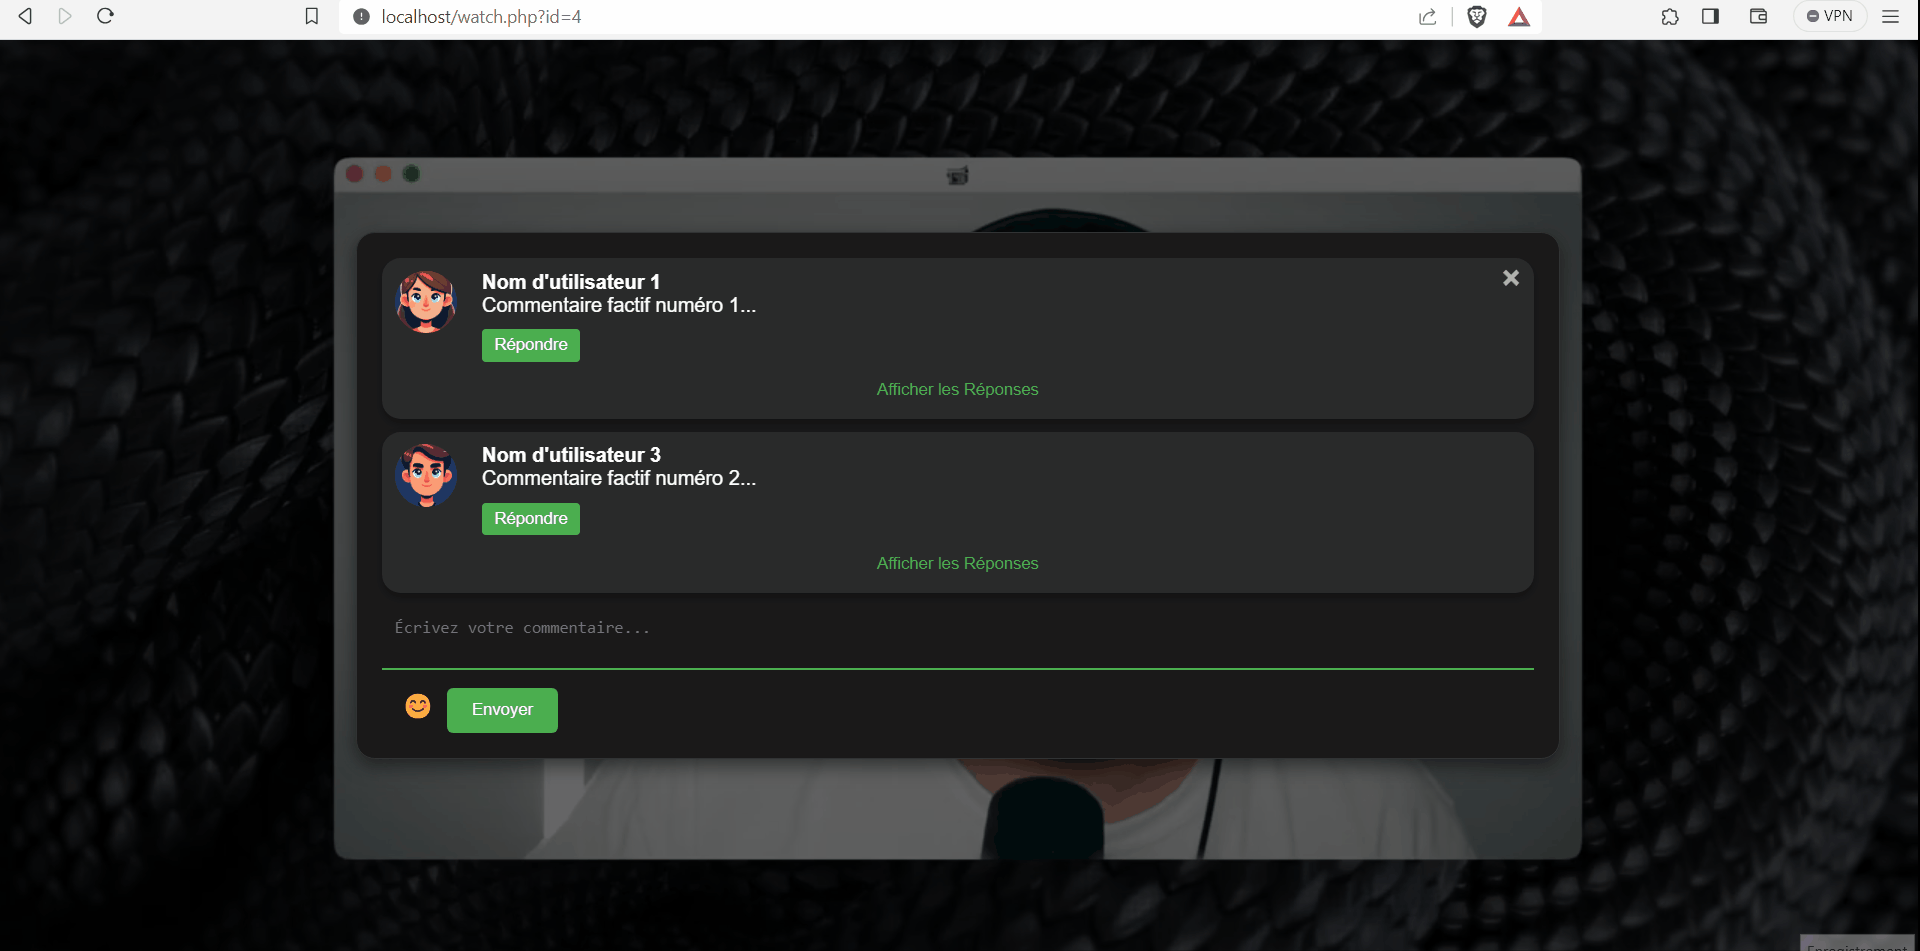 localhost/watch.php?id=4
VPN
Nom d'utilisateur 1
Commentaire factif numéro 1...
Répondre
Afficher les Réponses
Nom d'utilisateur 3
Commentaire factif numéro 2...
Répondre
Afficher les Réponses
Écrivez votre commentaire...
Envoyer
Enregistrement